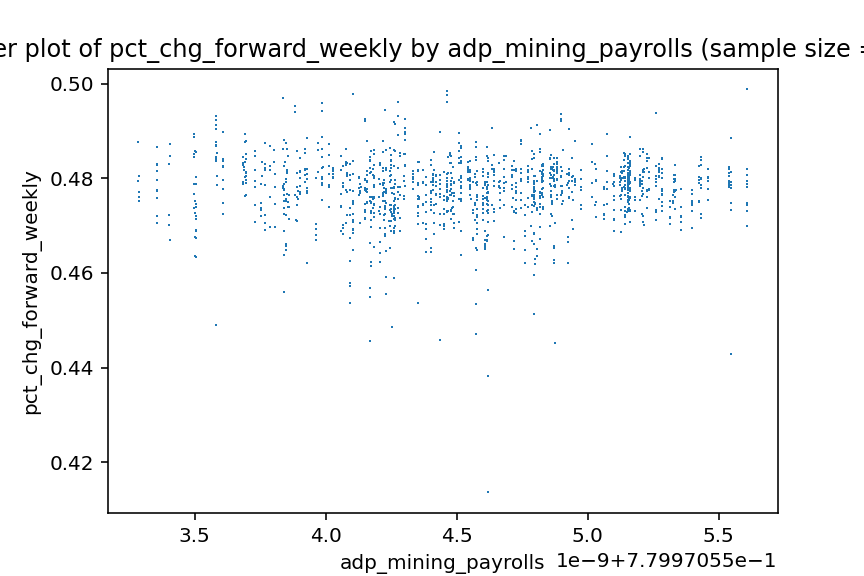 er plot of pct_chg_forward_weekly by adp_mining_payrolls (sample size =
0.50
0.48
0.46
0.44
0.42
pct_chg_forward_weekly
3.5 4.0 4.5 5.0 5.5
adp_mining_payrolls 1e−9+7.7997055e−1